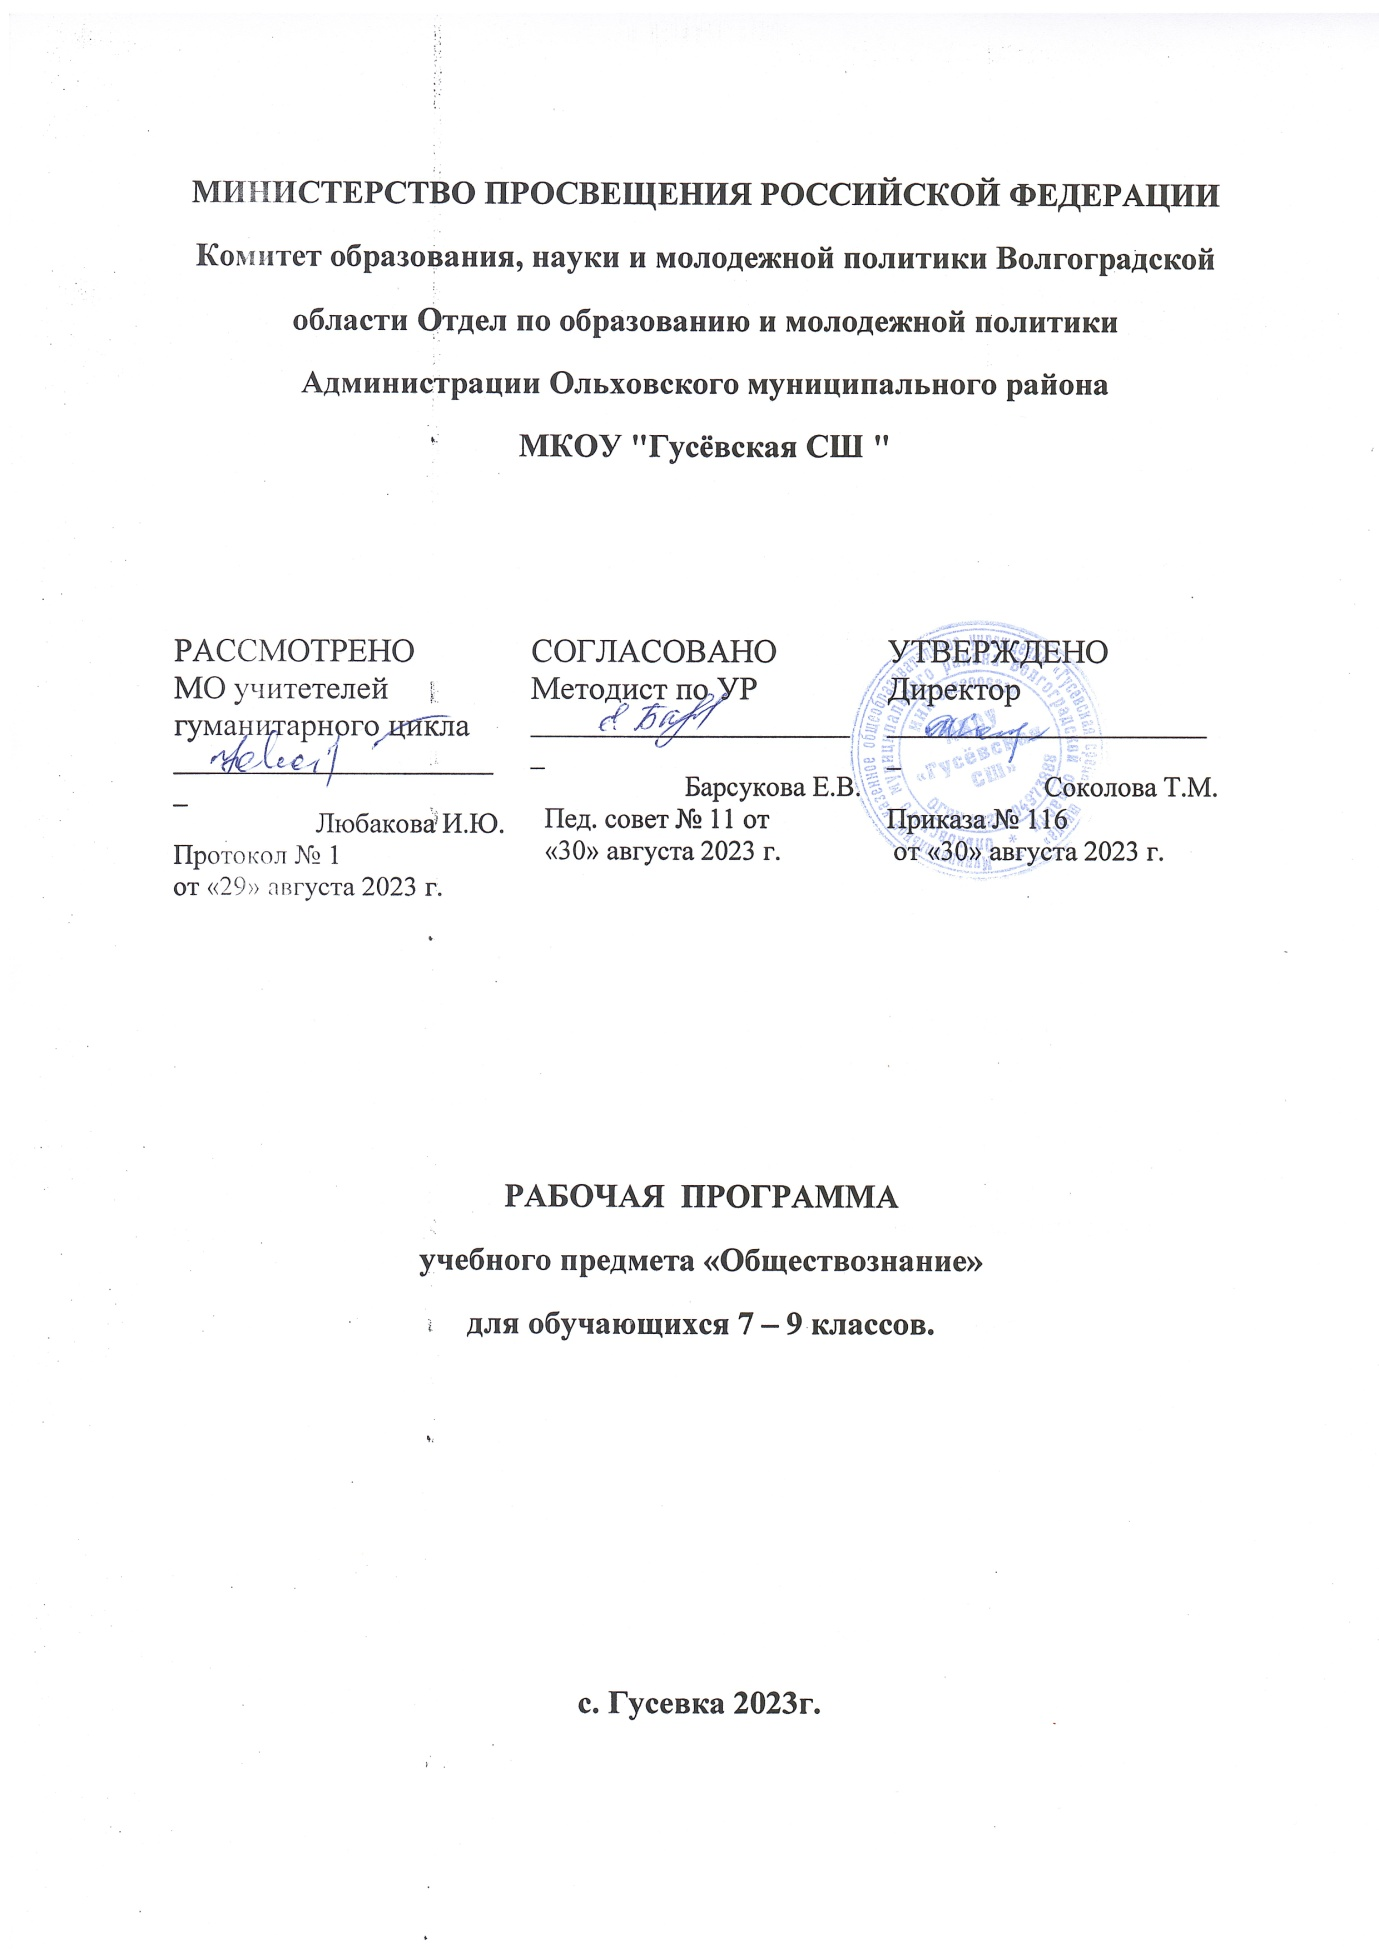 МИНИСТЕРСТВО ПРОСВЕЩЕНИЯ РОССИЙСКОЙ ФЕДЕРАЦИИ
Комитет образования, науки и молодежной политики Волгоградской
области Отдел по образованию и молодежной политики
Администрации Ольховского муниципального района
МКОУ "Гусёвская СШ "
РАССМОТРЕНО
МО учитетелей
гуманитарного цикла
Любакова И.Ю.
Протокол № 1
от «29» августа 2023 г.
СОГЛАСОВАНО
Методист по УР
Барсукова Е.В.
Пед. совет № 11 от
«30» августа 2023 г.
УТВЕРЖДЕНО
Директор
«Гусёвская
СШ»
Соколова Т.М.
Приказа № 116
от «30» августа 2023 г.
РАБОЧАЯ ПРОГРАММА
учебного предмета «Обществознание»
для обучающихся 7 – 9 классов.
с. Гусевка 2023г.